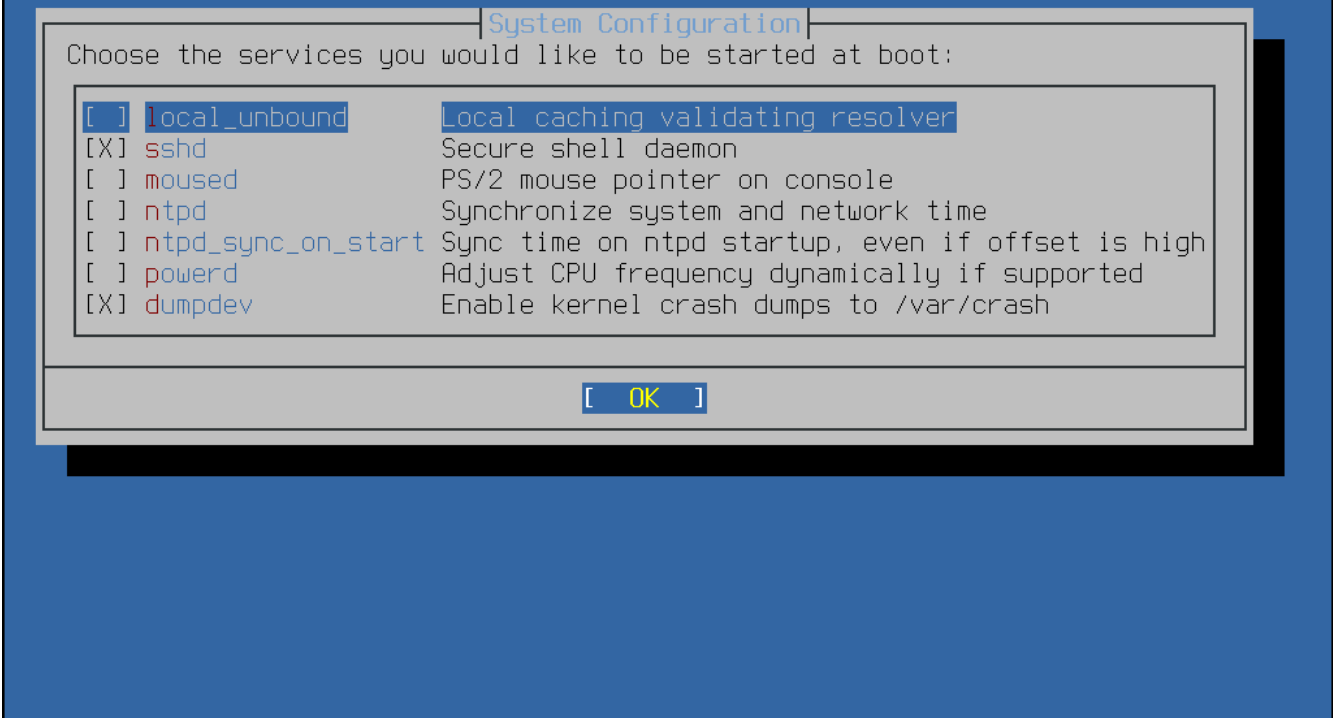 System Configuration
Choose the services you would like to be started at boot:
[ ] local_unbound Local caching validating resolver
[X] sshd Secure shell daemon
[ ] moused PS/2 mouse pointer on console
[ ] ntpd Synchronize system and network time
[ ] ntpd_sync_on_start Sync time on ntpd startup, even if offset is high
[ ] powerd Adjust CPU frequency dynamically if supported
[X] dumpdev Enable kernel crash dumps to /var/crash
[ OK ]